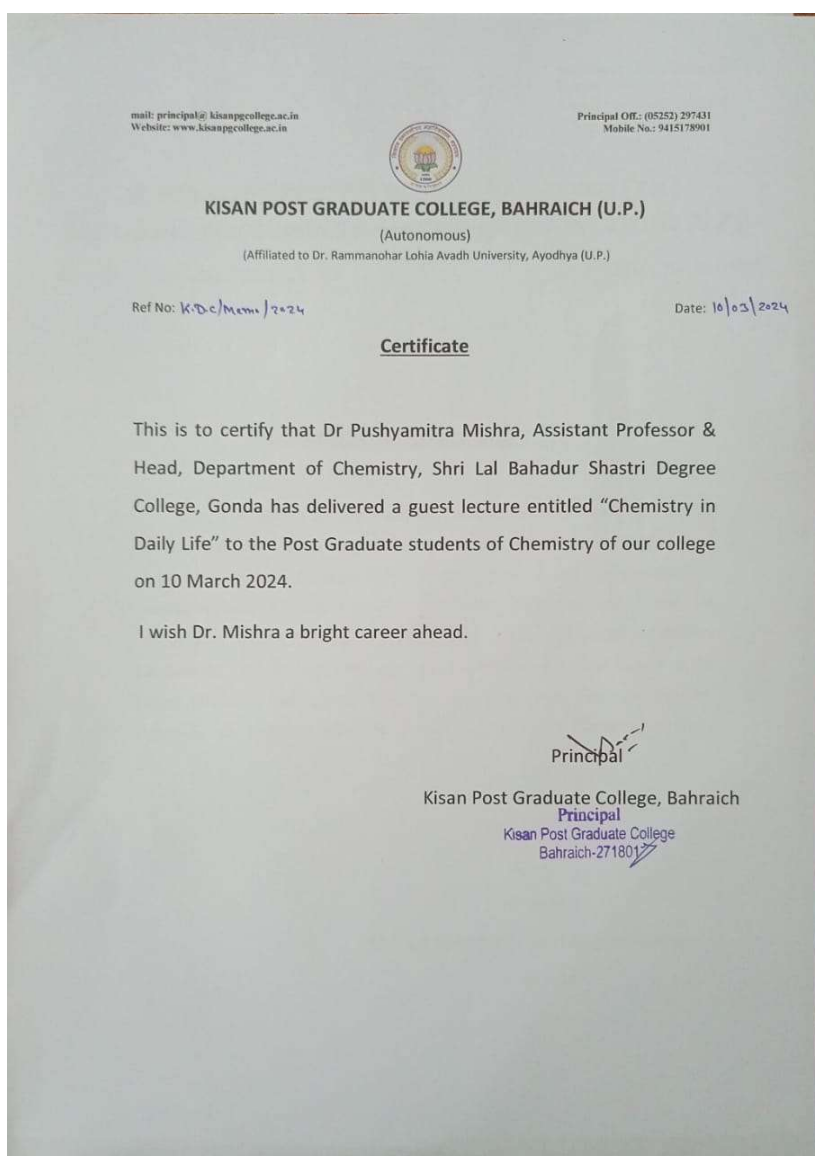 mail: principal@ kisanpgcollege.ac.in
Website: www.kisanpgcollege.ac.in
Principal Off.: (05252) 297431
Mobile No.: 9415178901
KISAN POST GRADUATE COLLEGE, BAHRAICH (U.P.)
(Autonomous)
(Affiliated to Dr. Rammanohar Lohia Avadh University, Ayodhya (U.P.)
Ref No: K.D.C/Memo/2024
Date: 10/03/2024
Certificate
This is to certify that Dr Pushyamitra Mishra, Assistant Professor &
Head, Department of Chemistry, Shri Lal Bahadur Shastri Degree
College, Gonda has delivered a guest lecture entitled “Chemistry in
Daily Life” to the Post Graduate students of Chemistry of our college
on 10 March 2024.
I wish Dr. Mishra a bright career ahead.
Principal
Kisan Post Graduate College, Bahraich
Principal
Kisan Post Graduate College
Bahraich-271801